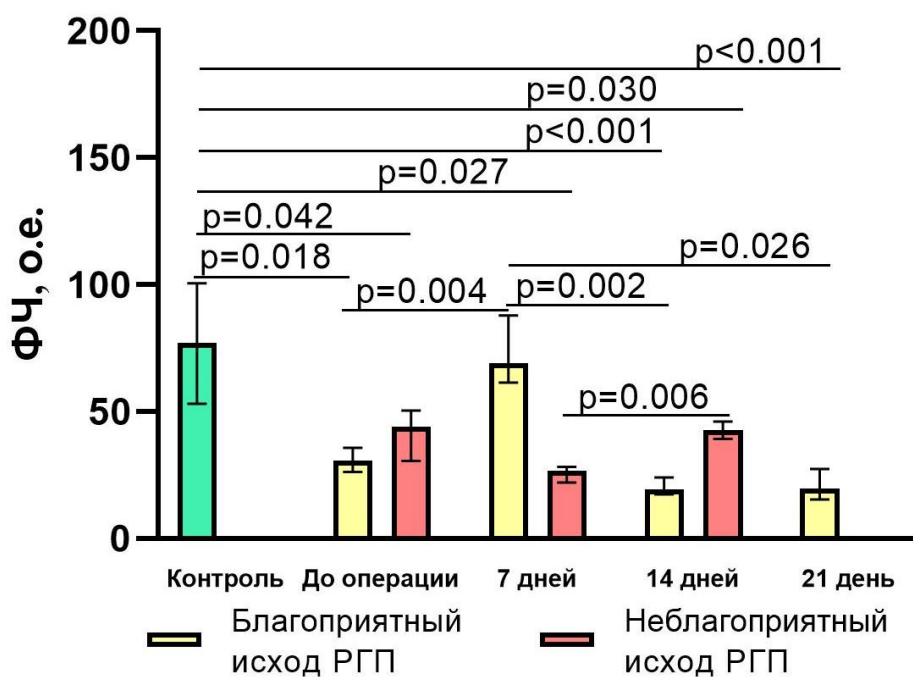 200
p<0.001
p=0.030
p<0.001
150
p=0.027
p=0.042
p=0.018
p=0.026
100
p=0.004
p=0.002
ФЧ, о.е.
p=0.006
50
0
Контроль До операции 7 дней 14 дней 21 день
Благоприятный
исход РГП
Неблагоприятный
исход РГП